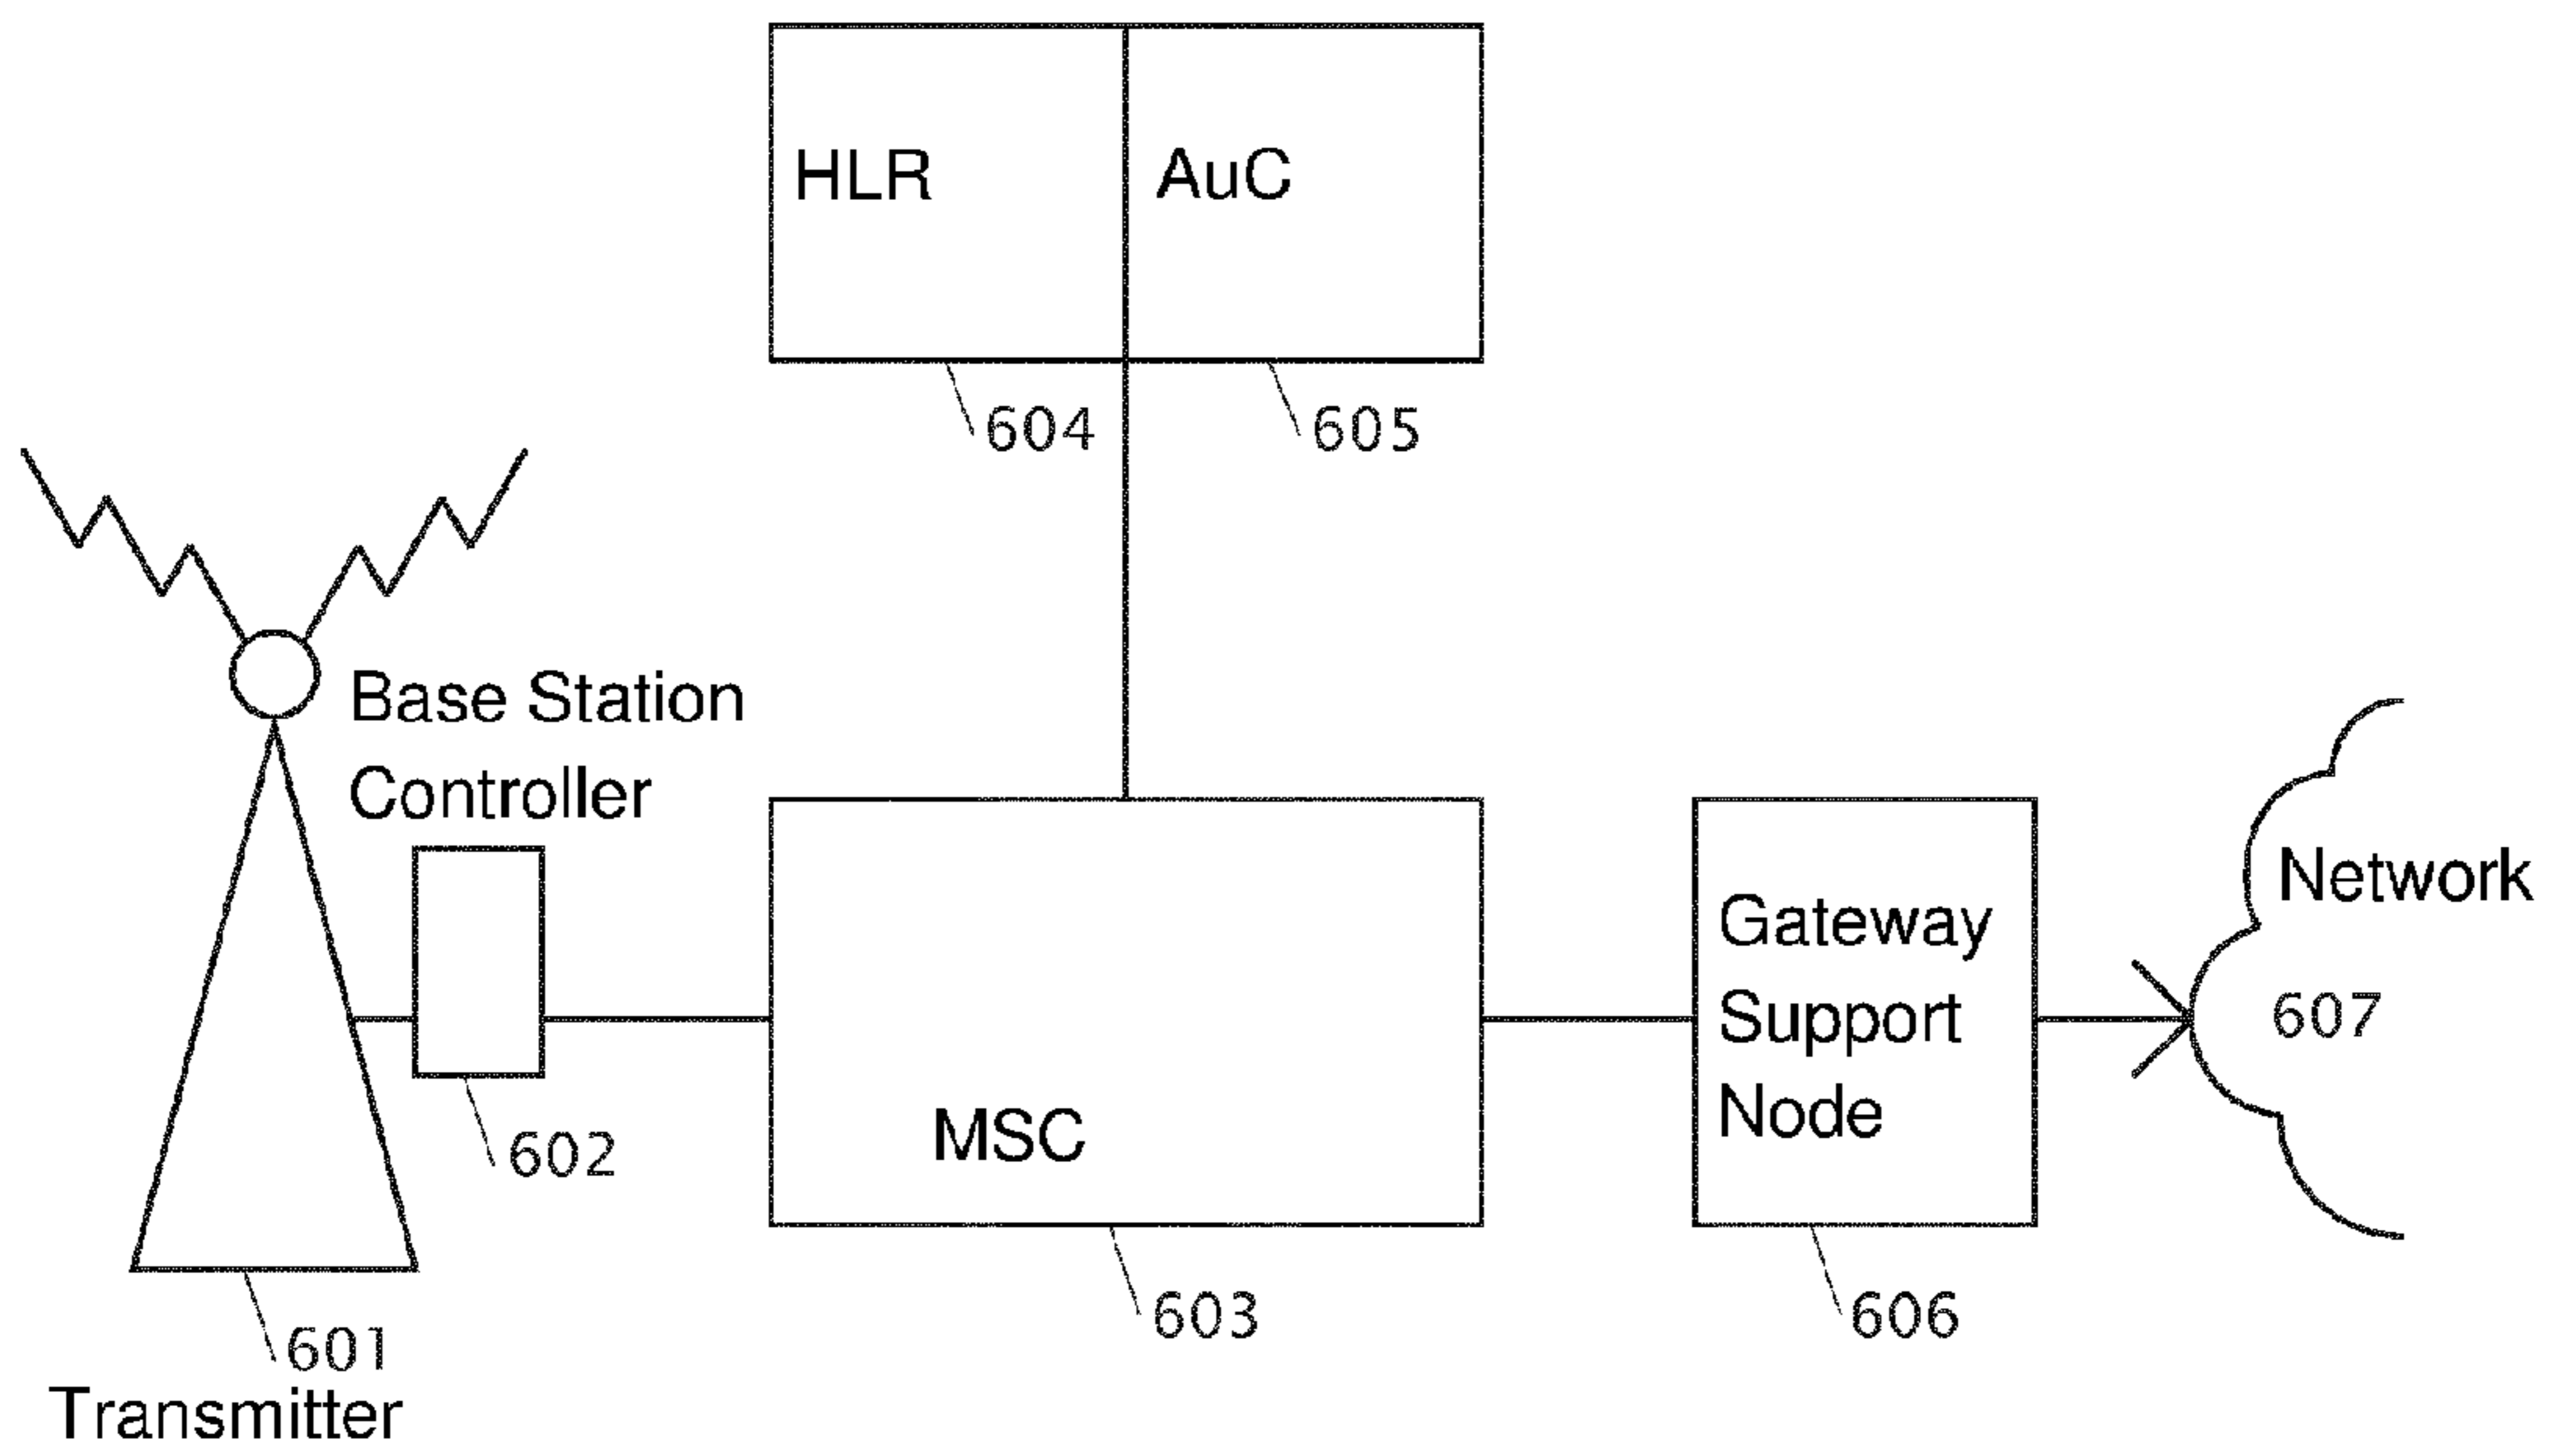 HLR
AuC
604
605
Base Station
Controller
Network
Gateway
Support
Node
607
MSC
602
603
606
601
Transmitter